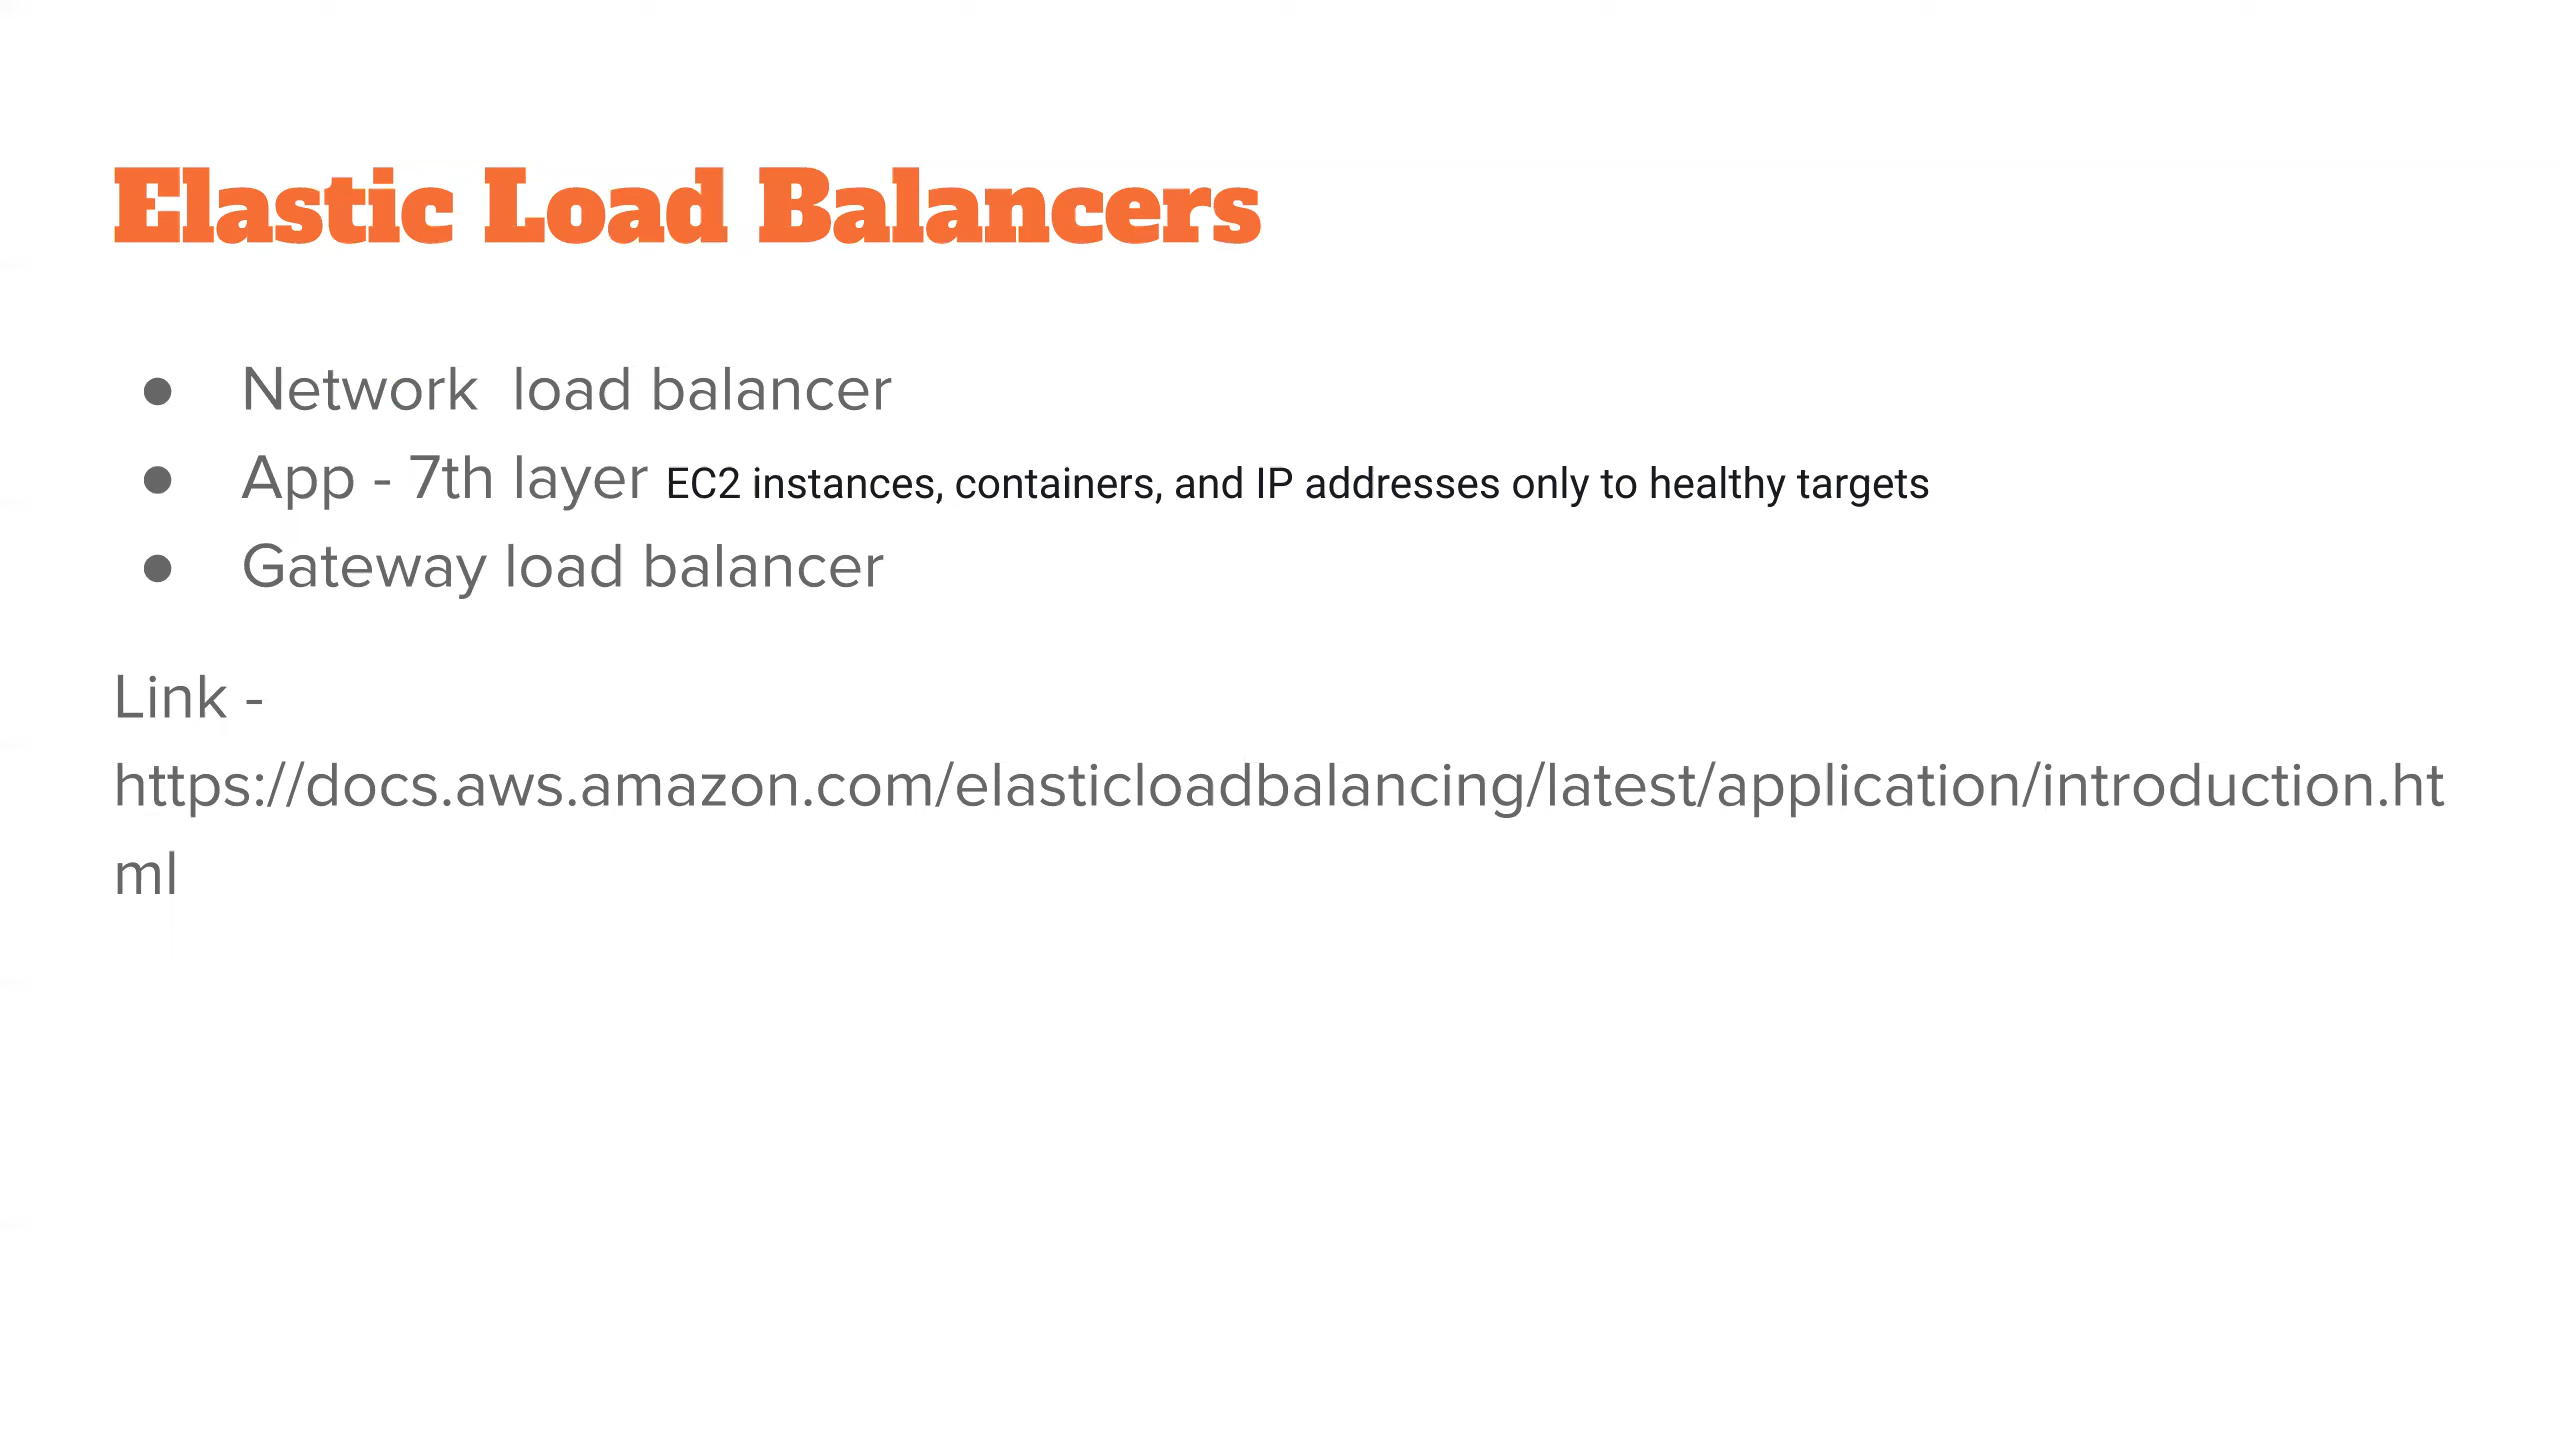 Elastic Load Balancers
● Network  load balancer
● App - 7th layer EC2 instances, containers, and IP addresses only to healthy targets
● Gateway load balancer
Link -
https://docs.aws.amazon.com/elasticloadbalancing/latest/application/introduction.ht
ml